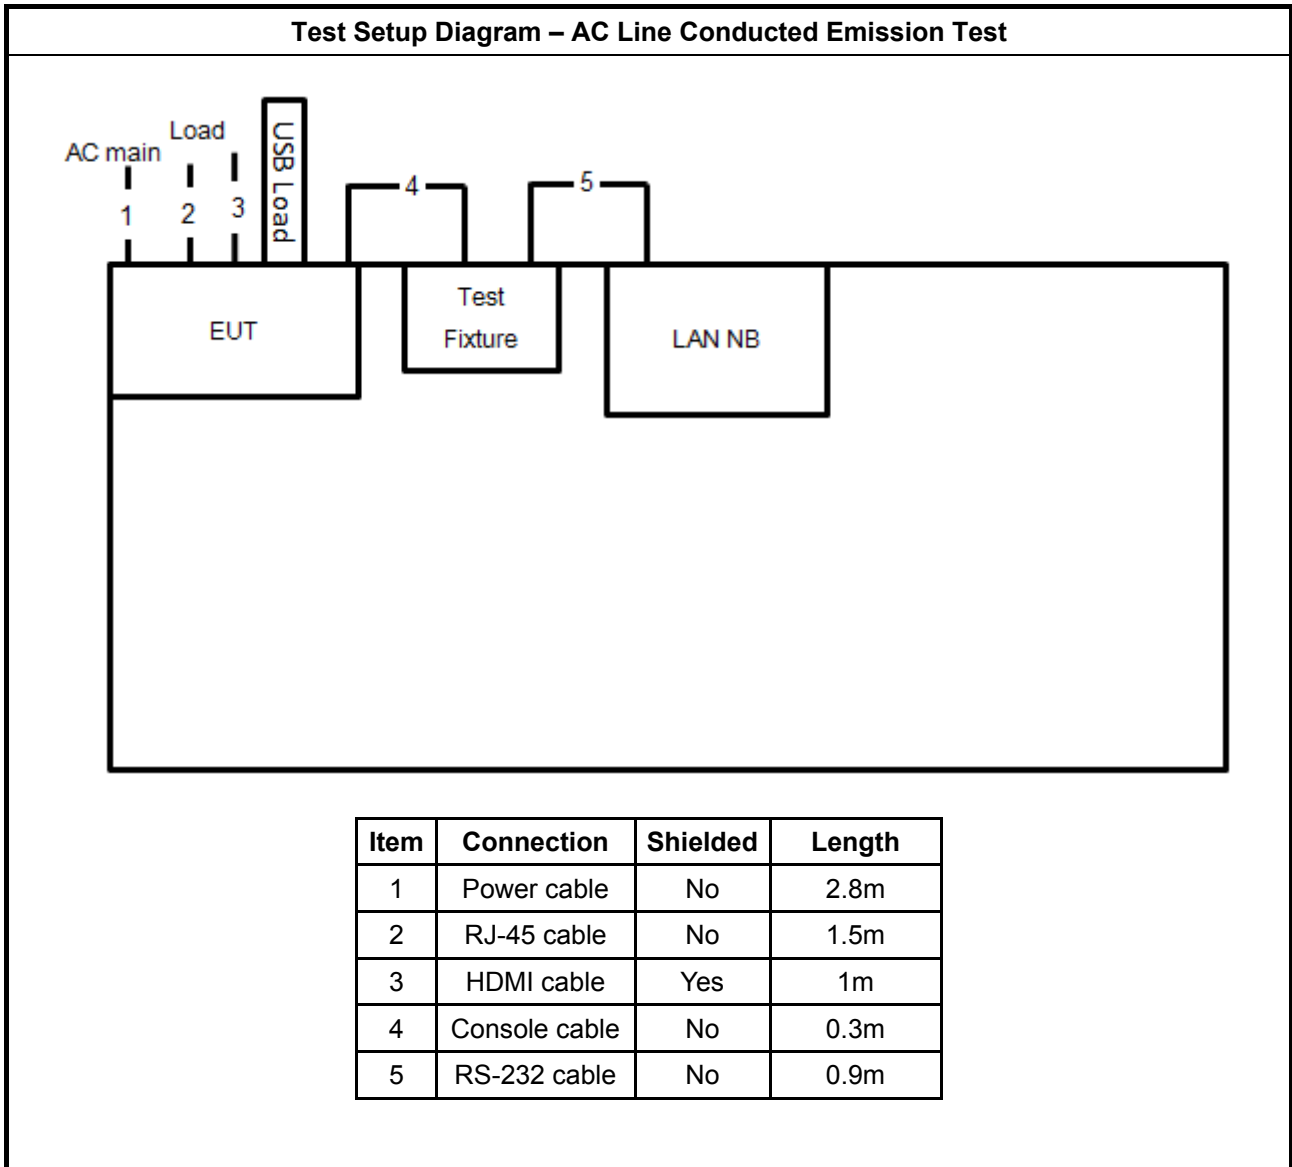 Test Setup Diagram – AC Line Conducted Emission Test
AC main
Load
USB Load
1
2
3
4
5
EUT
Test
Fixture
LAN NB
Item Connection Shielded Length
1 Power cable No 2.8m
2 RJ-45 cable No 1.5m
3 HDMI cable Yes 1m
4 Console cable No 0.3m
5 RS-232 cable No 0.9m